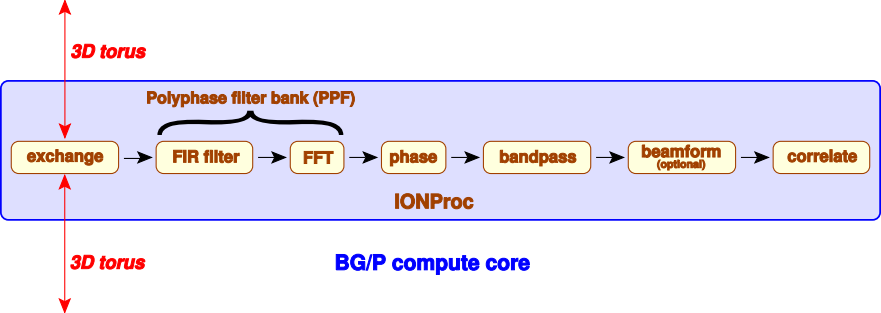 3D torus
Polyphase filter bank (PPF)
exchange
FIR filter
FFT
phase
bandpass
beamform
(optional)
correlate
IONProc
3D torus
BG/P compute core